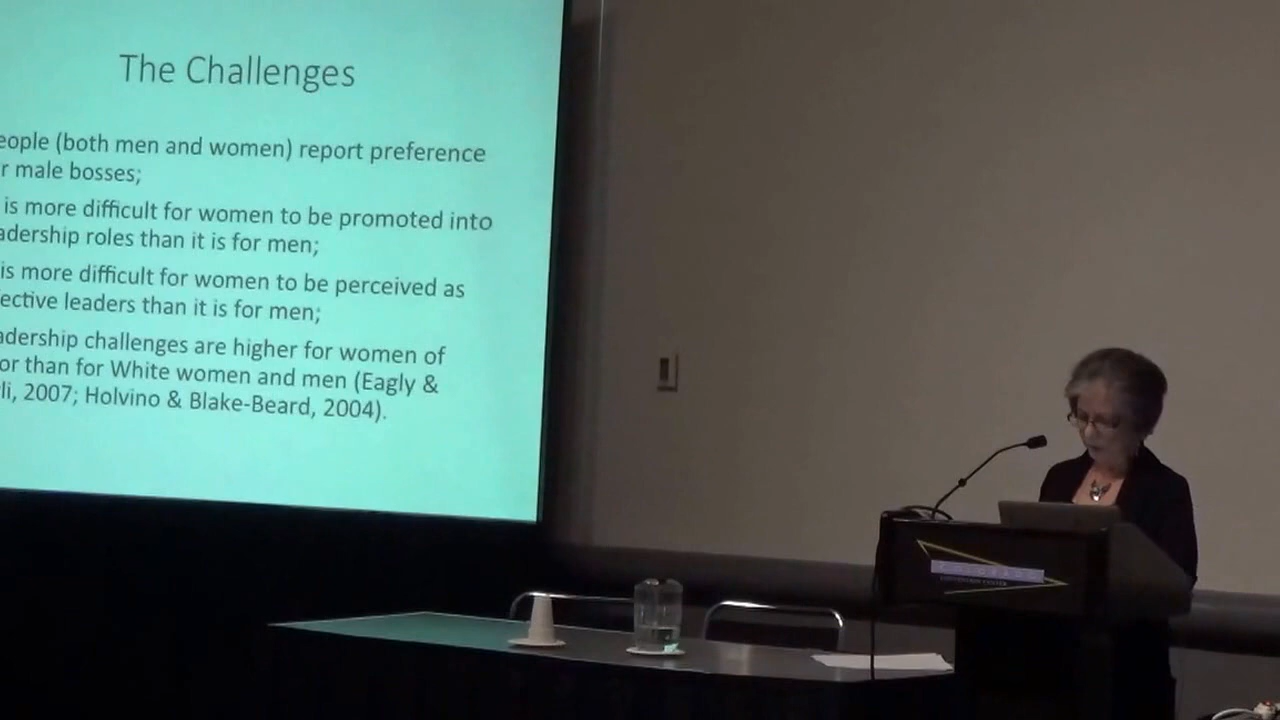 The Challenges
eople (both men and women) report preference
r male bosses;
is more difficult for women to be promoted into
adership roles than it is for men;
is more difficult for women to be perceived as
ective leaders than it is for men;
adership challenges are higher for women of
or than for White women and men (Eagly &
li, 2007; Holvino & Blake-Beard, 2004).
COLORADO
CONVENTION CENTER